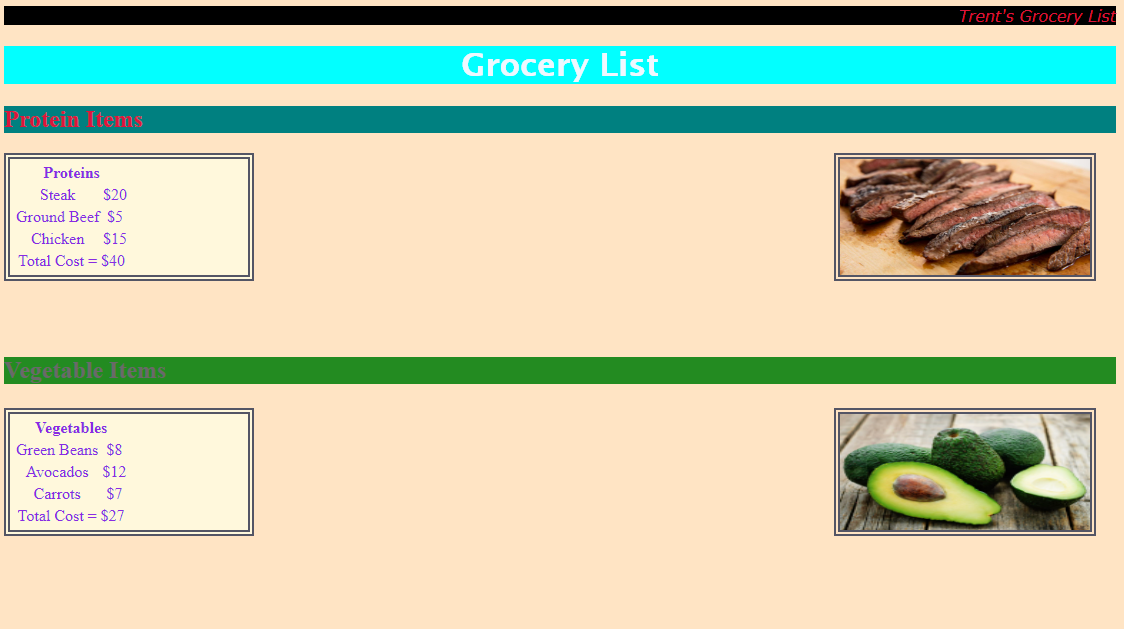 Trent's Grocery List
Grocery List
Protein Items
Proteins
Steak $20
Ground Beef $5
Chicken $15
Total Cost = $40
Vegetable Items
Vegetables
Green Beans $8
Avocados $12
Carrots $7
Total Cost = $27